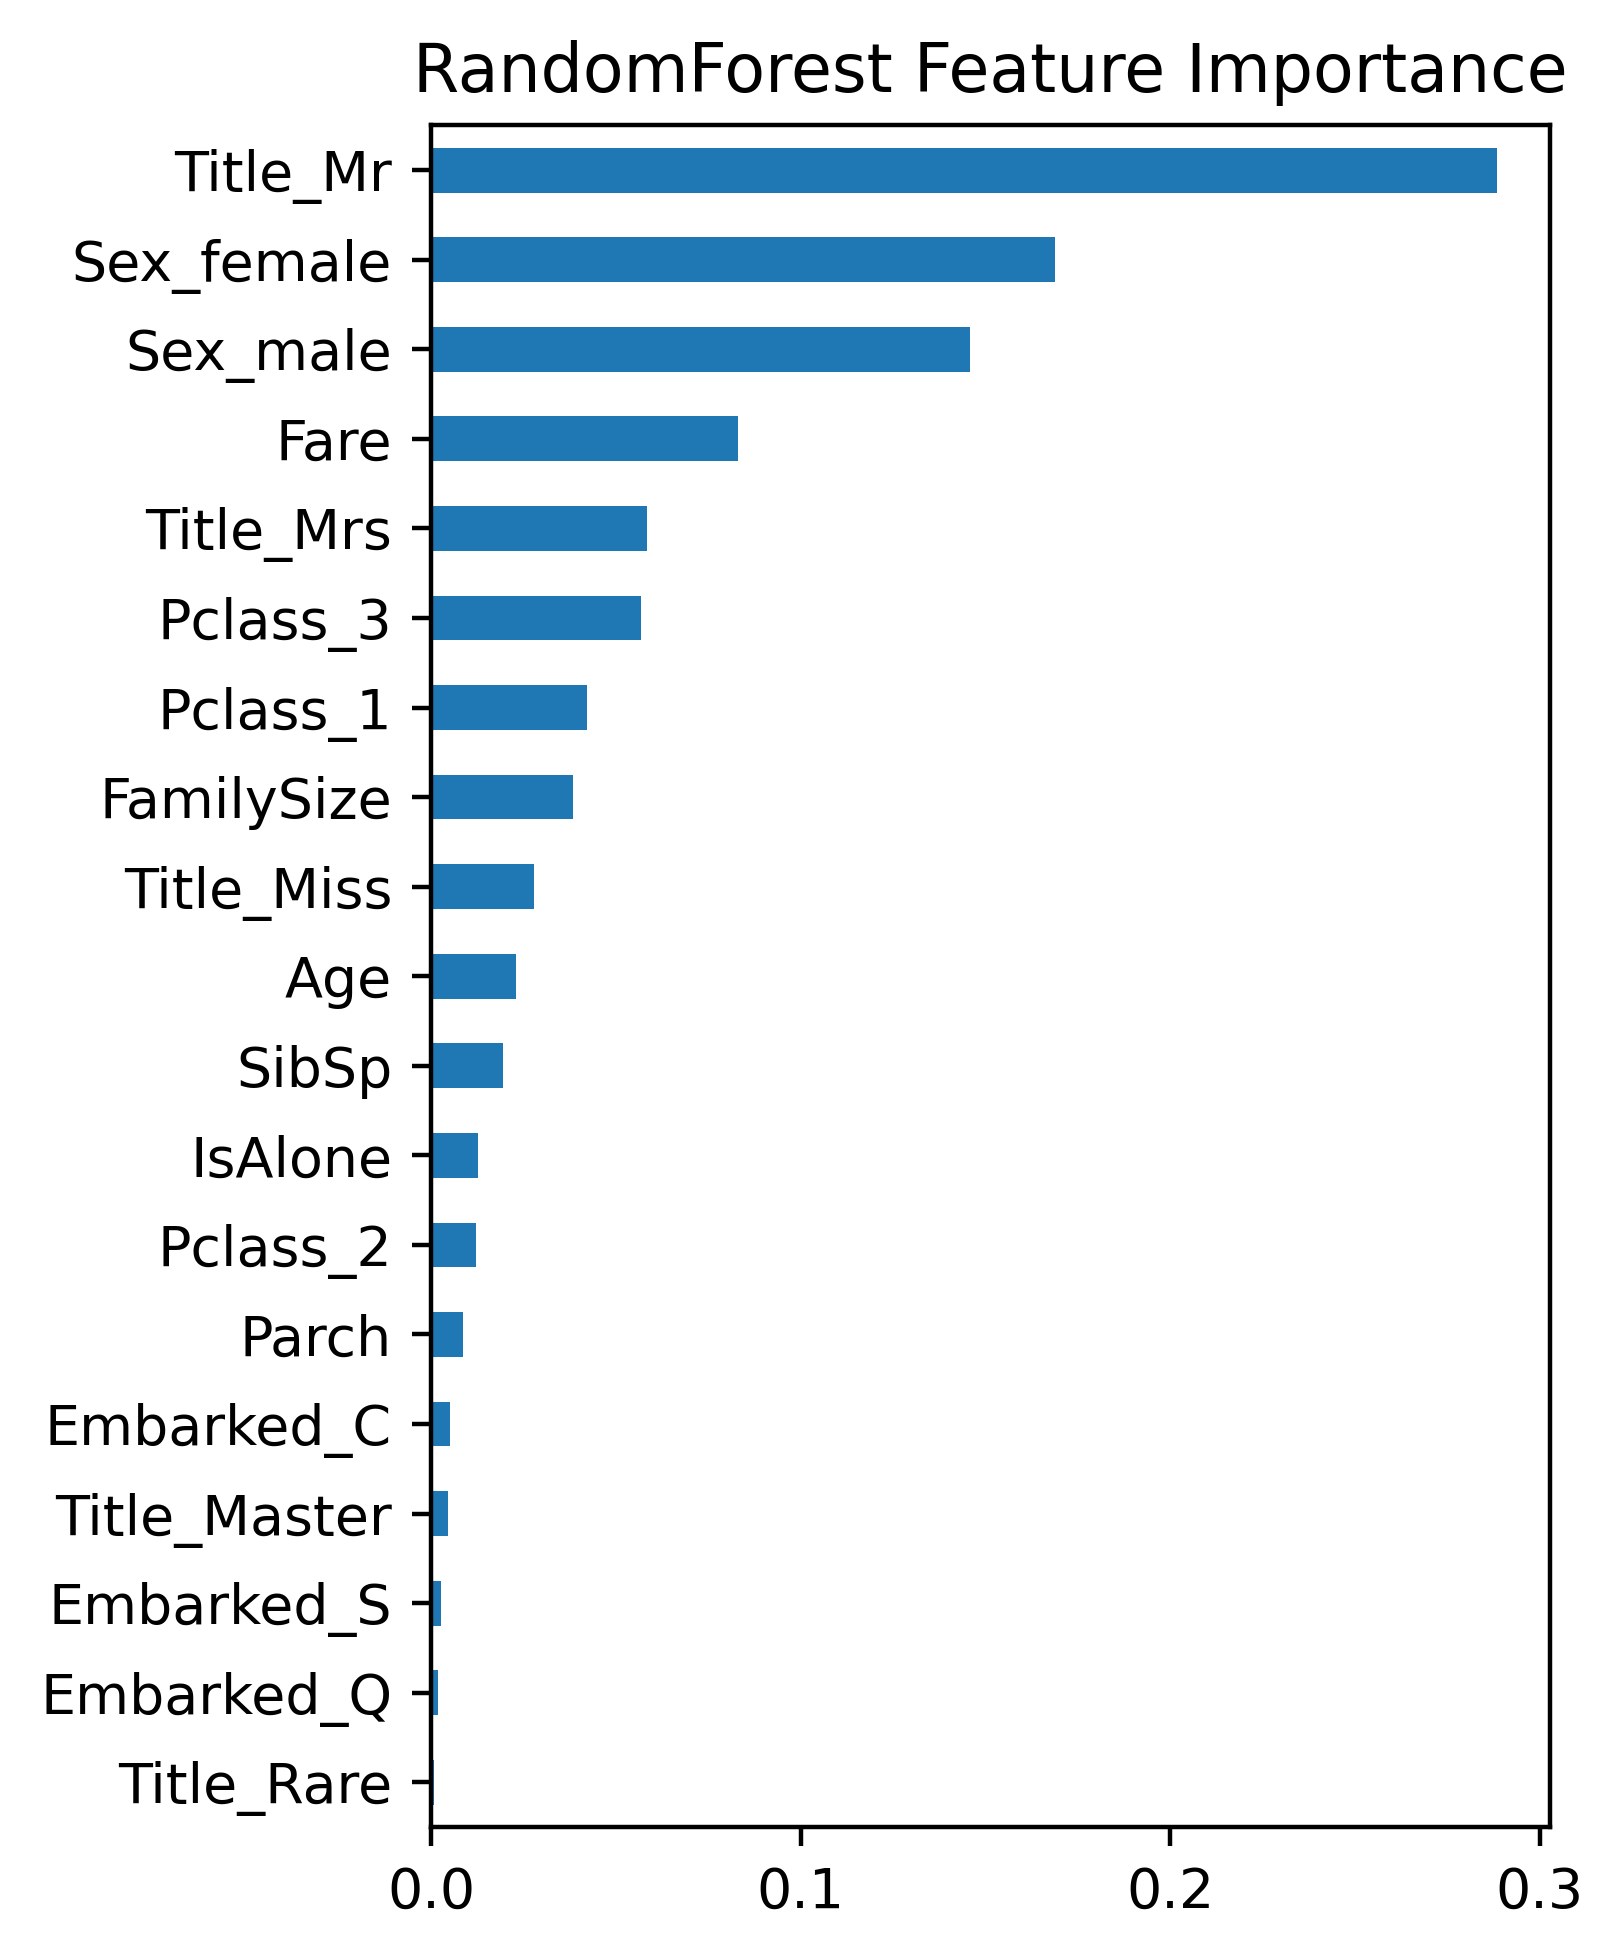 RandomForest Feature Importance
Title_Mr
Sex_female
Sex_male
Fare
Title_Mrs
Pclass_3
Pclass_1
FamilySize
Title_Miss
Age
SibSp
IsAlone
Pclass_2
Parch
Embarked_C
Title_Master
Embarked_S
Embarked_Q
Title_Rare
0.0 0.1 0.2 0.3